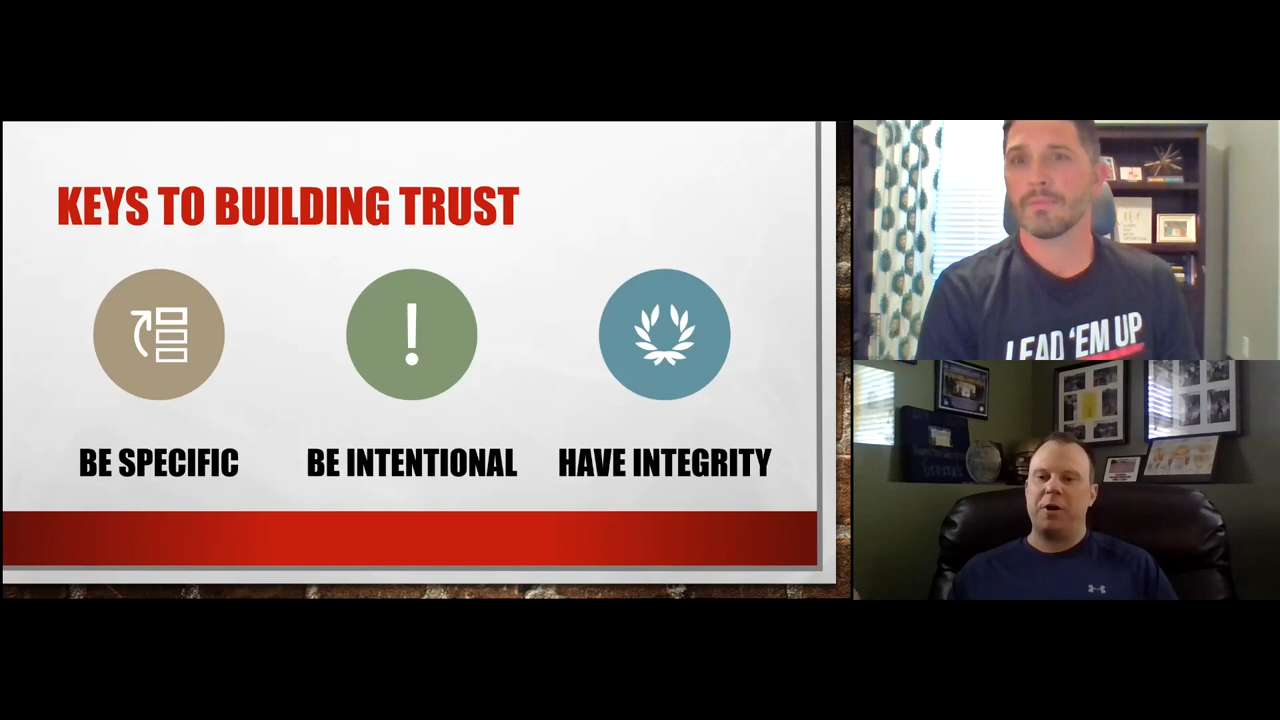 KEYS TO BUILDING TRUST
BE SPECIFIC
BE INTENTIONAL
HAVE INTEGRITY
LEAD ‘EM UP